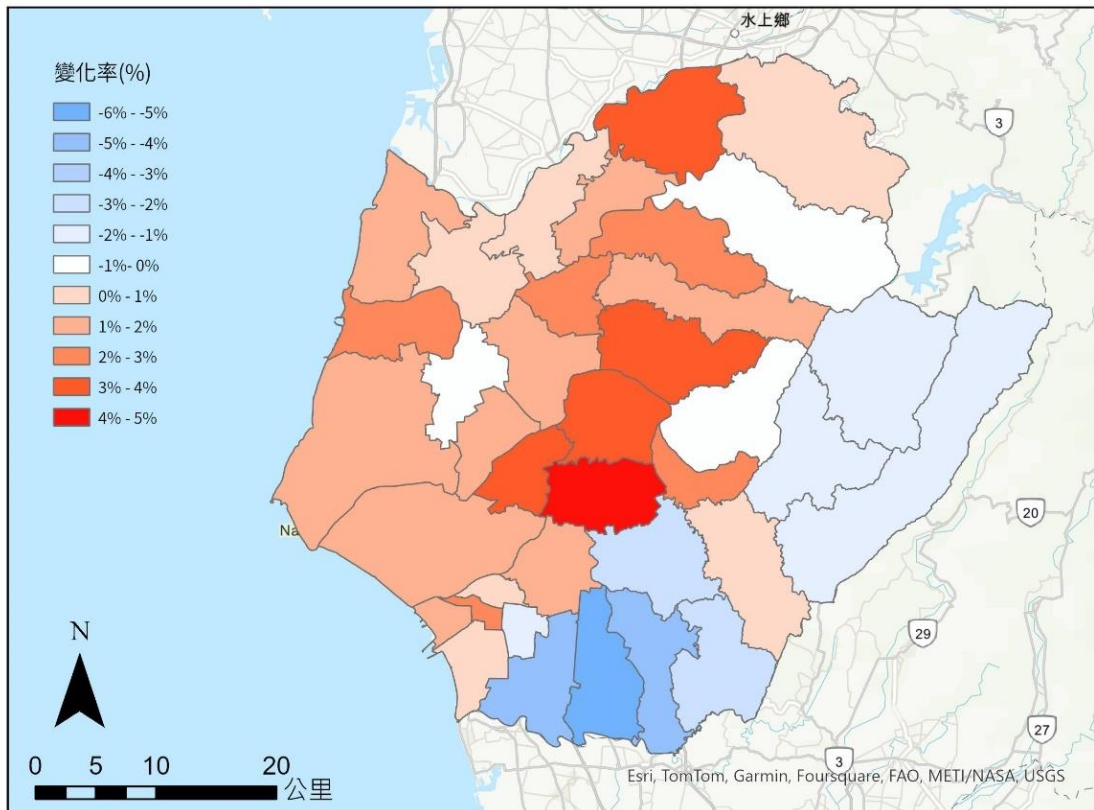 水上鄉
變化率(%)
-6% - -5%
-5% - -4%
-4% - -3%
-3% - -2%
-2% - -1%
-1%- 0%
0% - 1%
1% - 2%
2% - 3%
3% - 4%
4% - 5%
3
20
Na
29
N
27
3
0 5 10 20
公里
Esri, TomTom, Garmin, Foursquare, FAO, METI/NASA, USGS